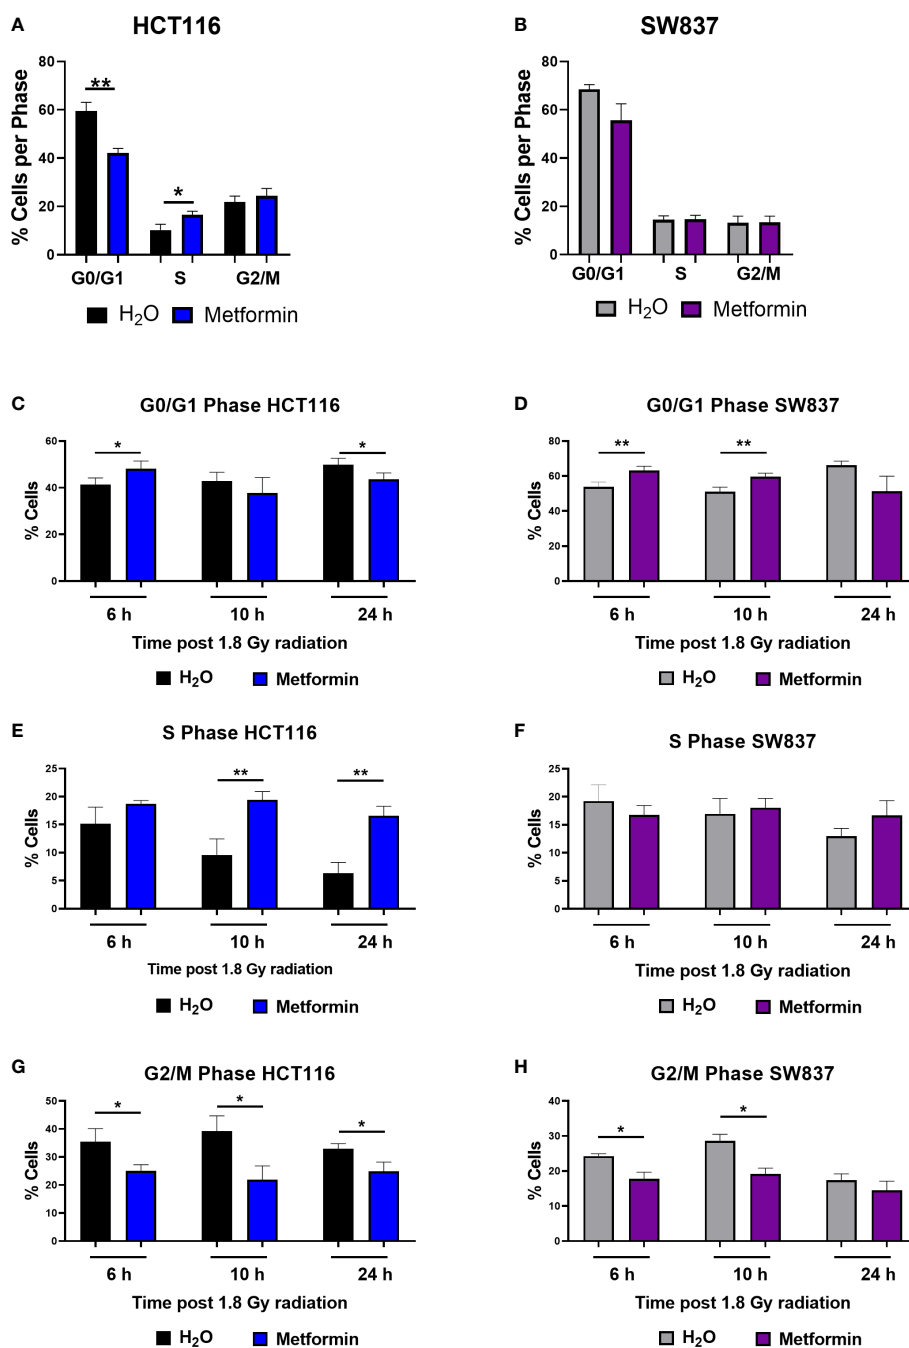 A
HCT116
% Cells per Phase
80
60
40
20
0
**
*
G0/G1
S
G2/M
H₂O
Metformin
B
SW837
% Cells per Phase
80
60
40
20
0
G0/G1
S
G2/M
H₂O
Metformin
C
G0/G1 Phase HCT116
% Cells
60
40
20
0
*
*
6 h
10 h
24 h
Time post 1.8 Gy radiation
H₂O
Metformin
D
G0/G1 Phase SW837
% Cells
80
60
40
20
0
**
**
6 h
10 h
24 h
Time post 1.8 Gy radiation
H₂O
Metformin
E
S Phase HCT116
% Cells
25
20
15
10
5
0
**
**
6 h
10 h
24 h
Time post 1.8 Gy radiation
H₂O
Metformin
F
S Phase SW837
% Cells
25
20
15
10
5
0
6 h
10 h
24 h
Time post 1.8 Gy radiation
H₂O
Metformin
G
G2/M Phase HCT116
% Cells
50
40
30
20
10
0
*
*
*
6 h
10 h
24 h
Time post 1.8 Gy radiation
H₂O
Metformin
H
G2/M Phase SW837
% Cells
40
30
20
10
0
*
*
6 h
10 h
24 h
Time post 1.8 Gy radiation
H₂O
Metformin